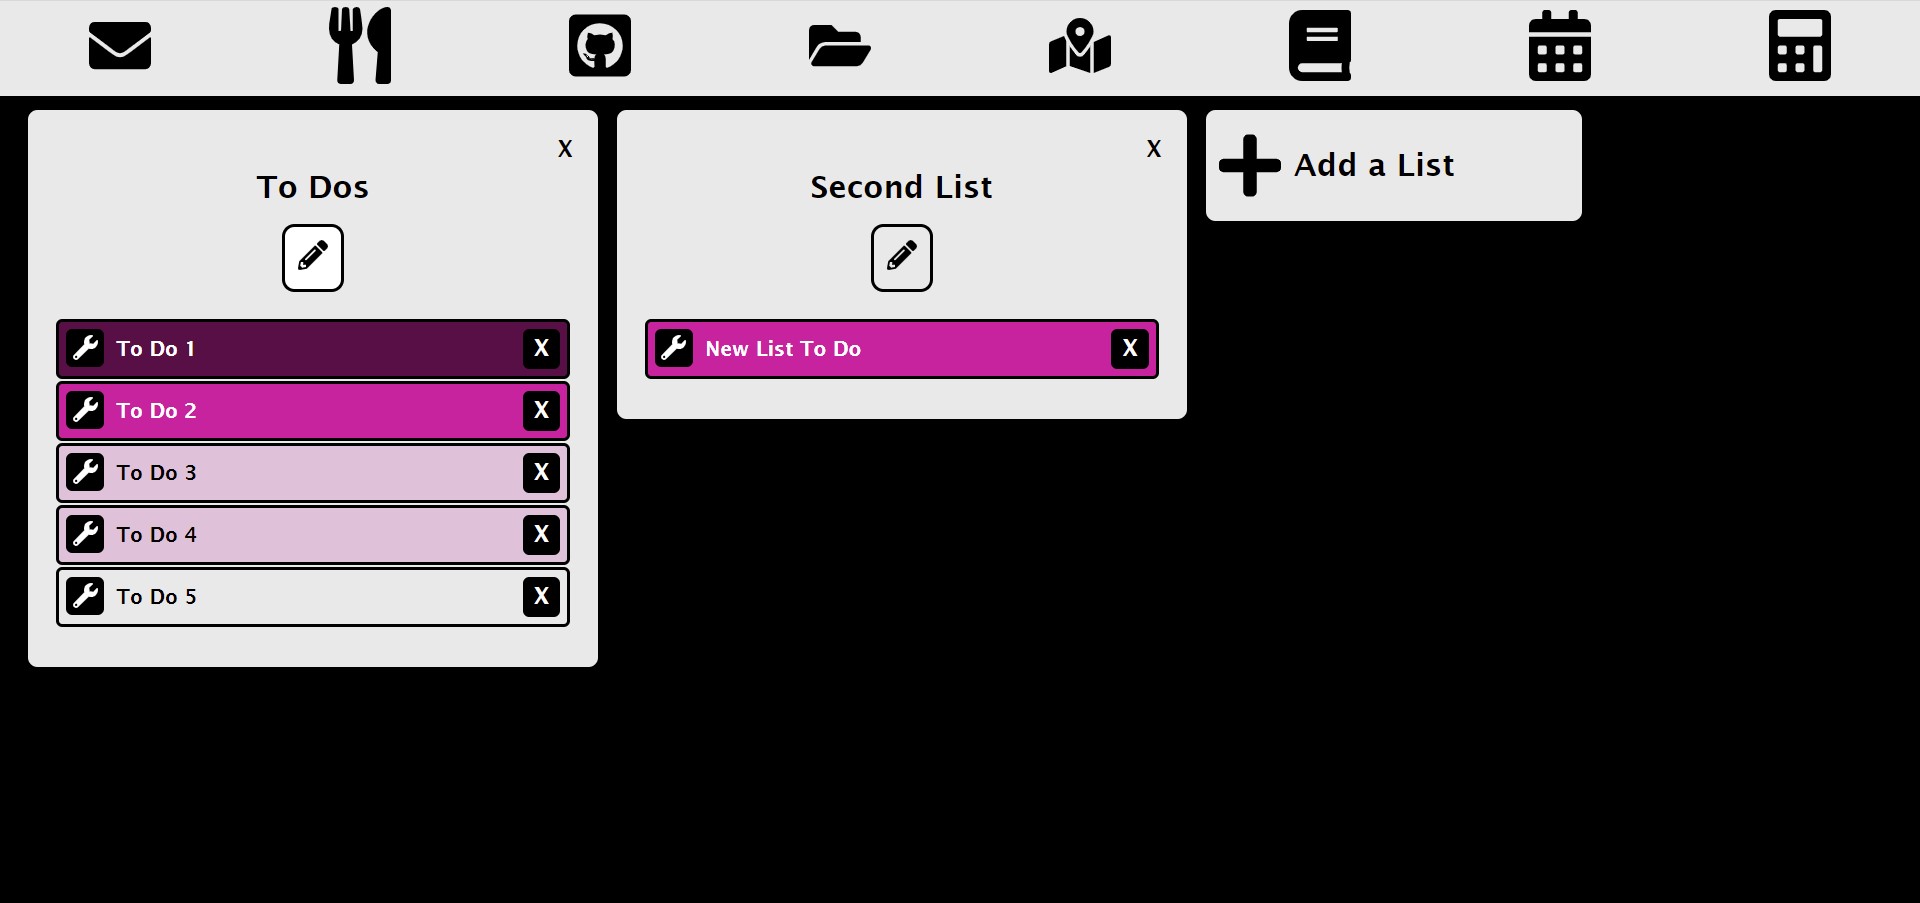 X
To Dos
To Do 1 X
To Do 2 X
To Do 3 X
To Do 4 X
To Do 5 X
X
Second List
New List To Do X
Add a List